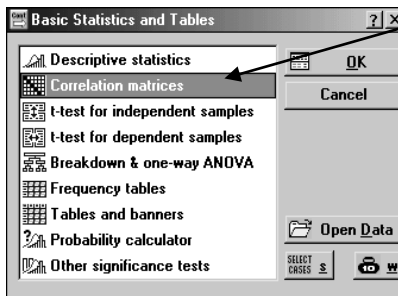 Cont Basic Statistics and Tables ? ×
Descriptive statistics
Correlation matrices
t-test for independent samples
t-test for dependent samples
Breakdown & one-way ANOVA
Frequency tables
Tables and banners
Probability calculator
Other significance tests
OK
Cancel
Open Data
SELECT CASES S
W